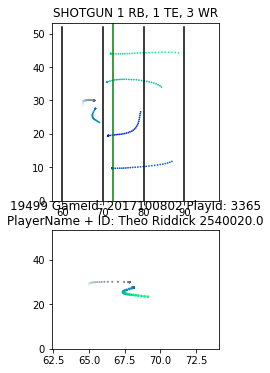 SHOTGUN 1 RB, 1 TE, 3 WR
50
40
30
20
10
0
60 70 80 90
19499 GameId: 2017100802 PlayId: 3365
PlayerName + ID: Theo Riddick 2540020.0
40
20
0
62.5 65.0 67.5 70.0 72.5